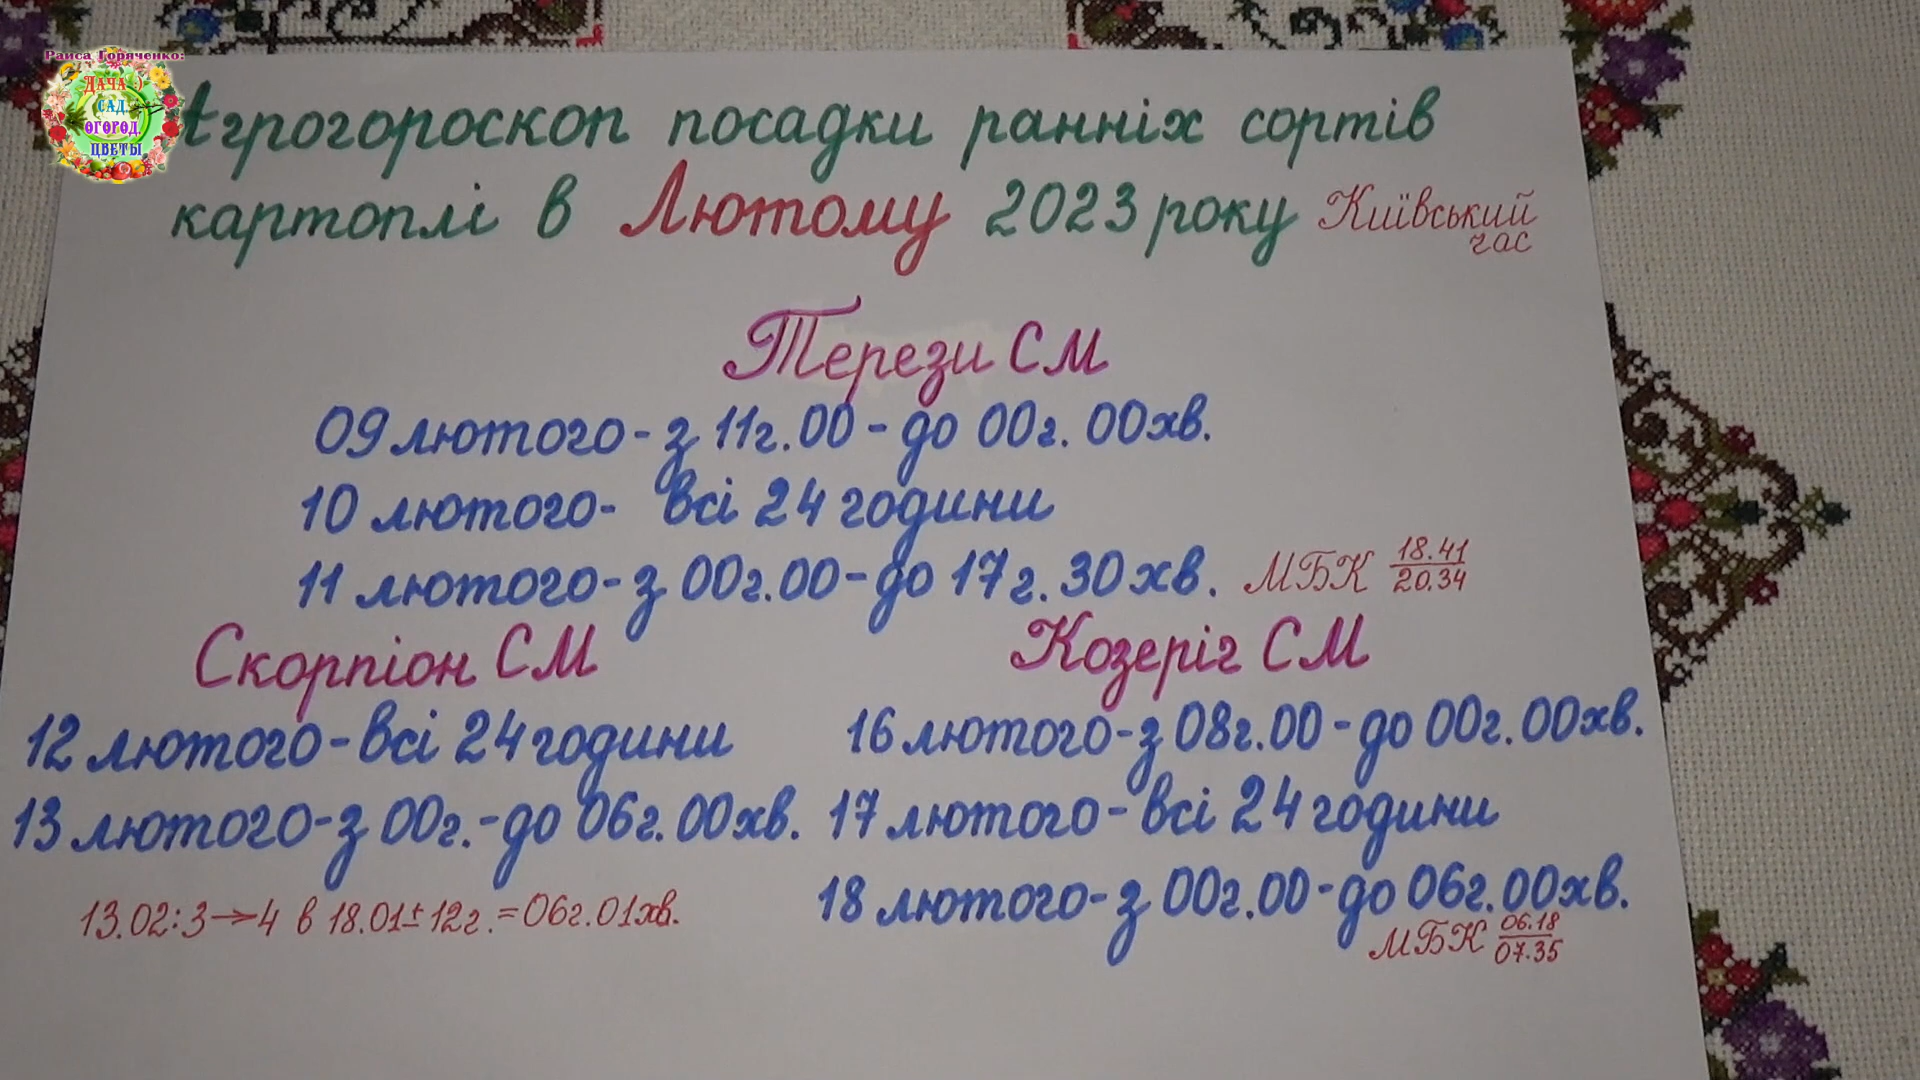 Раиса Горяченко:
Дача,
сад,
огород,
цветы
Агрогороскоп посадки ранніх сортів
картоплі в Лютому 2023 року Київський
час
Терези СМ
09 лютого - з 11г.00 - до 00г. 00хв.
10 лютого - всі 24 години
11 лютого - з 00г.00 - до 17г. 30хв. МБК 18.41
20.34
Скорпіон СМ
12 лютого - всі 24 години
13 лютого - з 00г. - до 06г. 00хв.
13.02: 3→4 в 18.01±12г. = 06г.01хв.
Козеріг СМ
16 лютого - з 08г.00 - до 00г. 00хв.
17 лютого - всі 24 години
18 лютого - з 00г.00 - до 06г. 00хв.
МБК 06.18
07.35